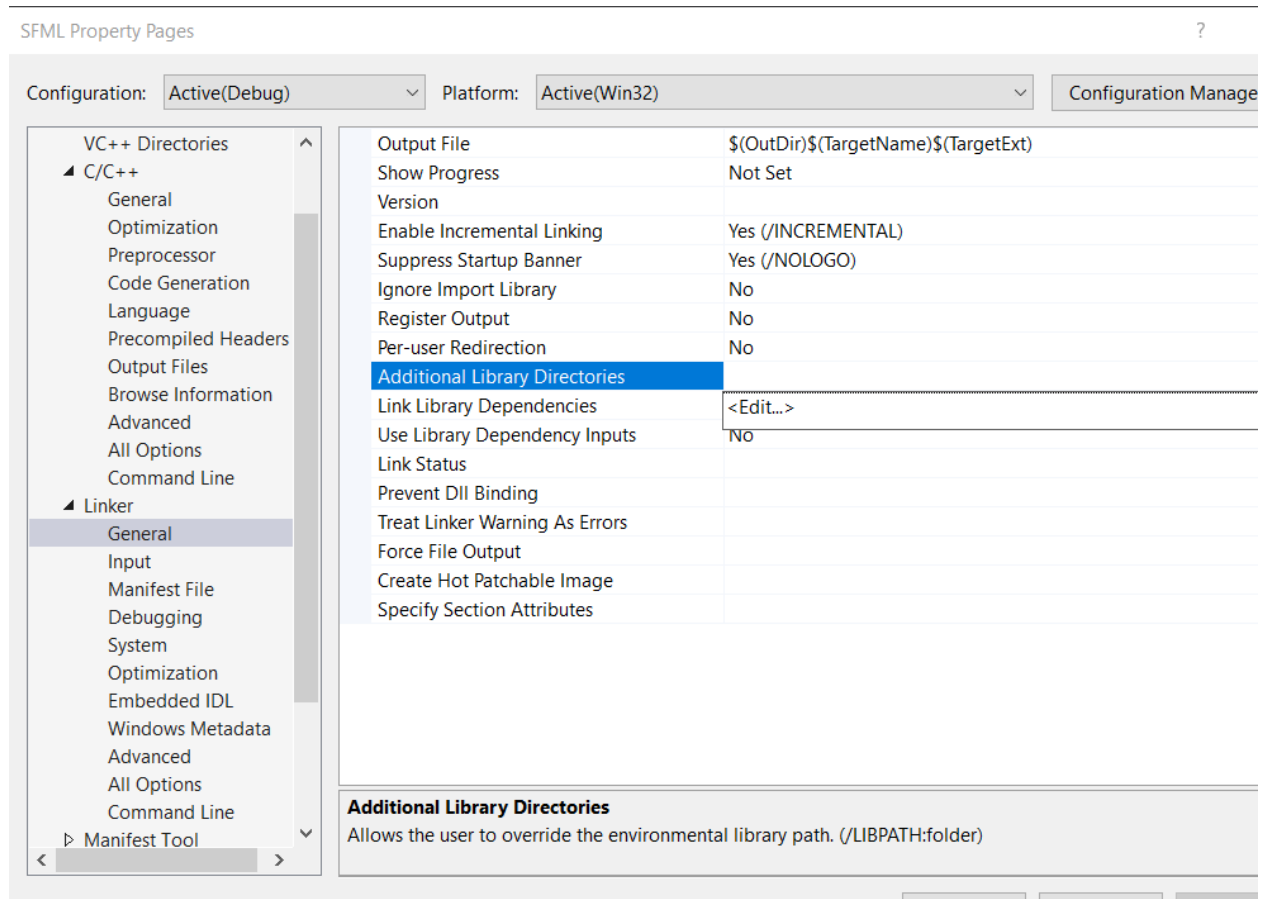 SFML Property Pages
?
Configuration: Active(Debug) Platform: Active(Win32) Configuration Manage
VC++ Directories
C/C++
General
Optimization
Preprocessor
Code Generation
Language
Precompiled Headers
Output Files
Browse Information
Advanced
All Options
Command Line
Linker
General
Input
Manifest File
Debugging
System
Optimization
Embedded IDL
Windows Metadata
Advanced
All Options
Command Line
Manifest Tool
Output File $(OutDir)$(TargetName)$(TargetExt)
Show Progress Not Set
Version
Enable Incremental Linking Yes (/INCREMENTAL)
Suppress Startup Banner Yes (/NOLOGO)
Ignore Import Library No
Register Output No
Per-user Redirection No
Additional Library Directories
Link Library Dependencies <Edit...>
Use Library Dependency Inputs No
Link Status
Prevent Dll Binding
Treat Linker Warning As Errors
Force File Output
Create Hot Patchable Image
Specify Section Attributes
Additional Library Directories
Allows the user to override the environmental library path. (/LIBPATH:folder)